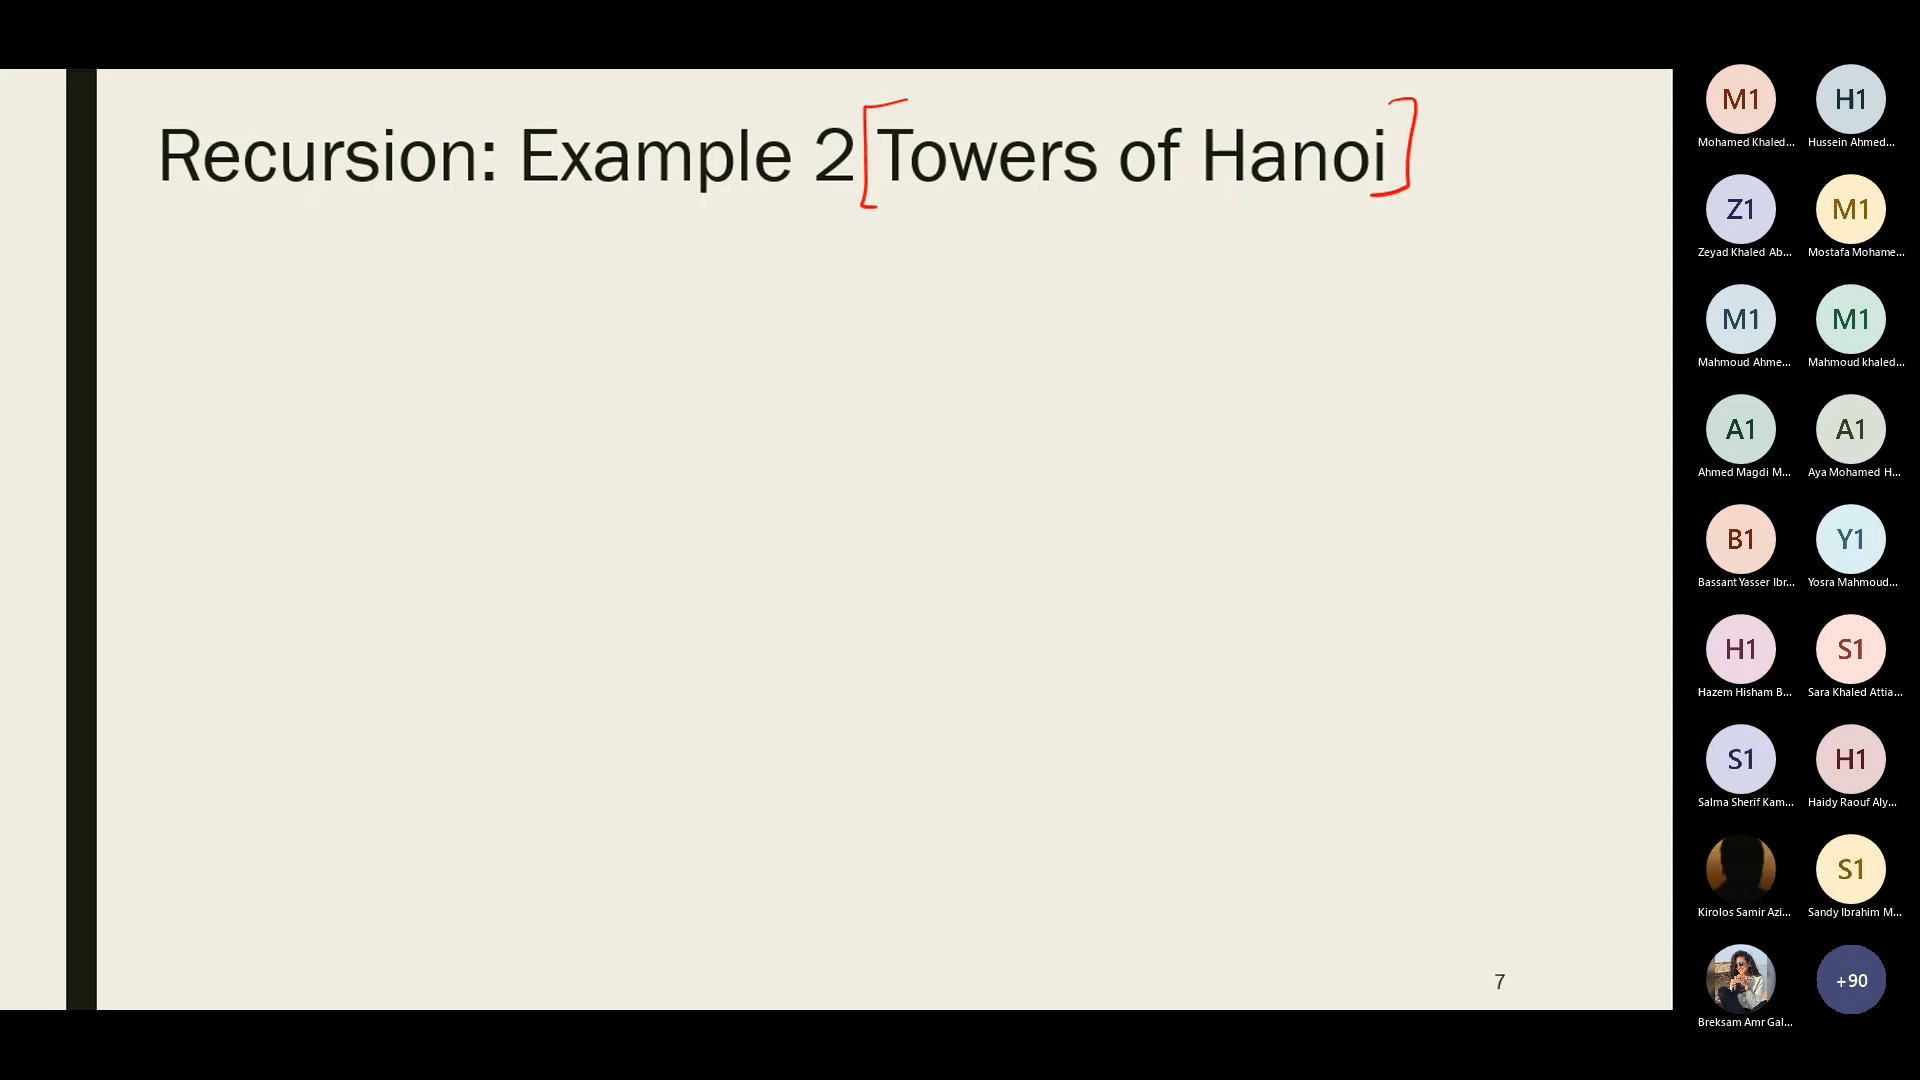 Recursion: Example 2 [Towers of Hanoi]
7
M1 H1
Mohamed Khaled... Hussein Ahmed...
Z1 M1
Zeyad Khaled Ab... Mostafa Mohame...
M1 M1
Mahmoud Ahme... Mahmoud khaled...
A1 A1
Ahmed Magdi M... Aya Mohamed H...
B1 Y1
Bassant Yasser Ibr... Yosra Mahmoud...
H1 S1
Hazem Hisham B... Sara Khaled Attia...
S1 H1
Salma Sherif Kam... Haidy Raouf Aly...
S1
Kirolos Samir Azi... Sandy Ibrahim M...
+90
Breksam Amr Gal...